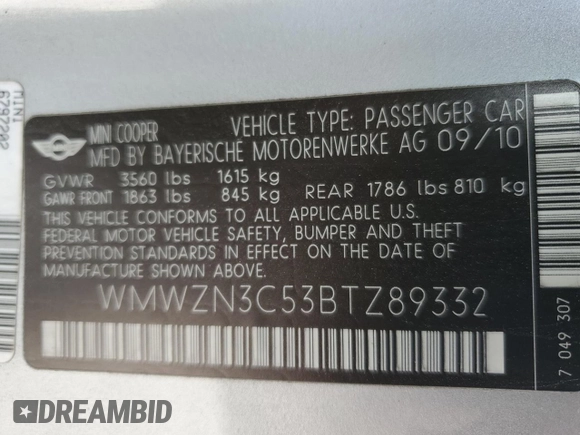 MINI COOPER VEHICLE TYPE: PASSENGER CAR
MFD BY BAYERISCHE MOTORENWERKE AG 09/10
GVWR 3560 lbs 1615 kg
GAWR FRONT 1863 lbs 845 kg REAR 1786 lbs 810 kg
THIS VEHICLE CONFORMS TO ALL APPLICABLE U.S.
FEDERAL MOTOR VEHICLE SAFETY, BUMPER AND THEFT
PREVENTION STANDARDS IN EFFECT ON THE DATE OF
MANUFACTURE SHOWN ABOVE.
WMWZN3C53BTZ89332
7 049 307
MINI
6797202
DREAMBID